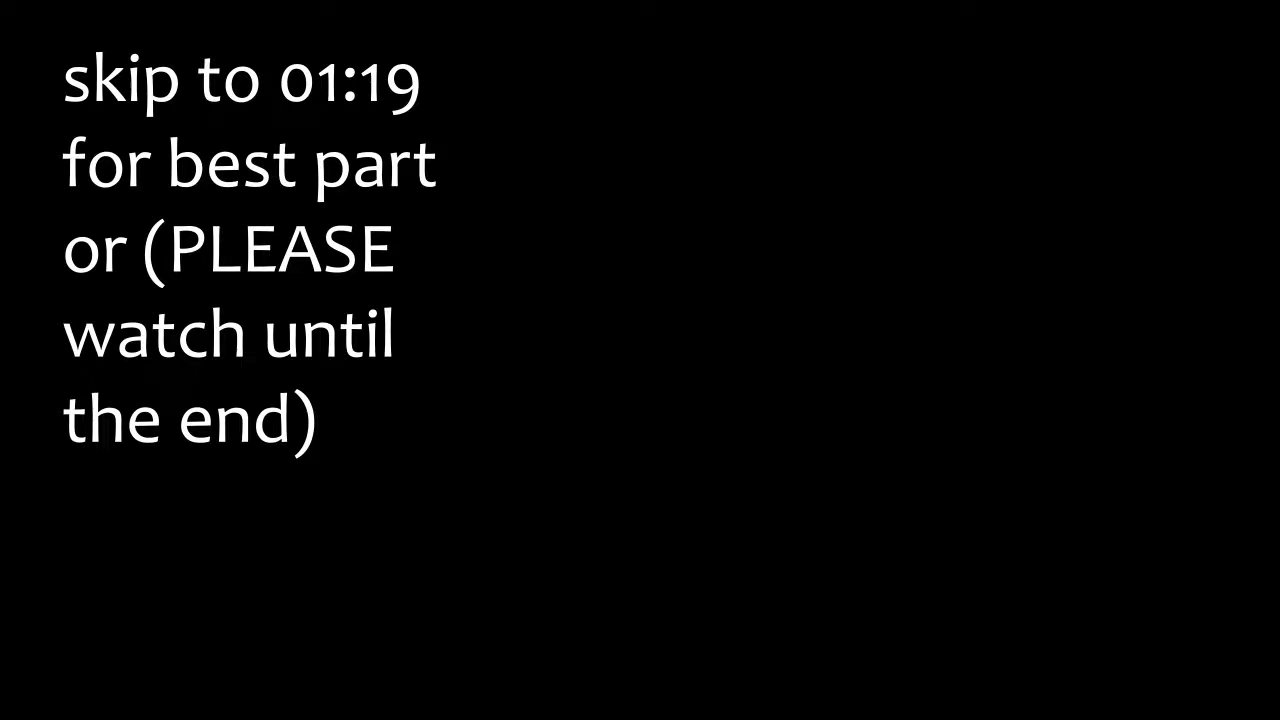 skip to 01:19
for best part
or (PLEASE
watch until
the end)